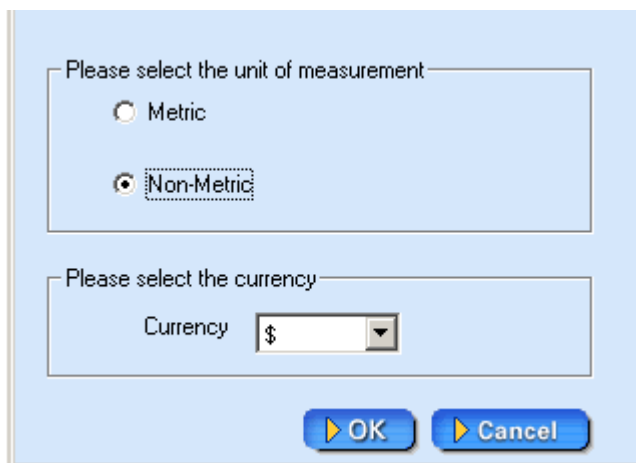 Please select the unit of measurement
Metric
Non-Metric
Please select the currency
Currency $
OK Cancel